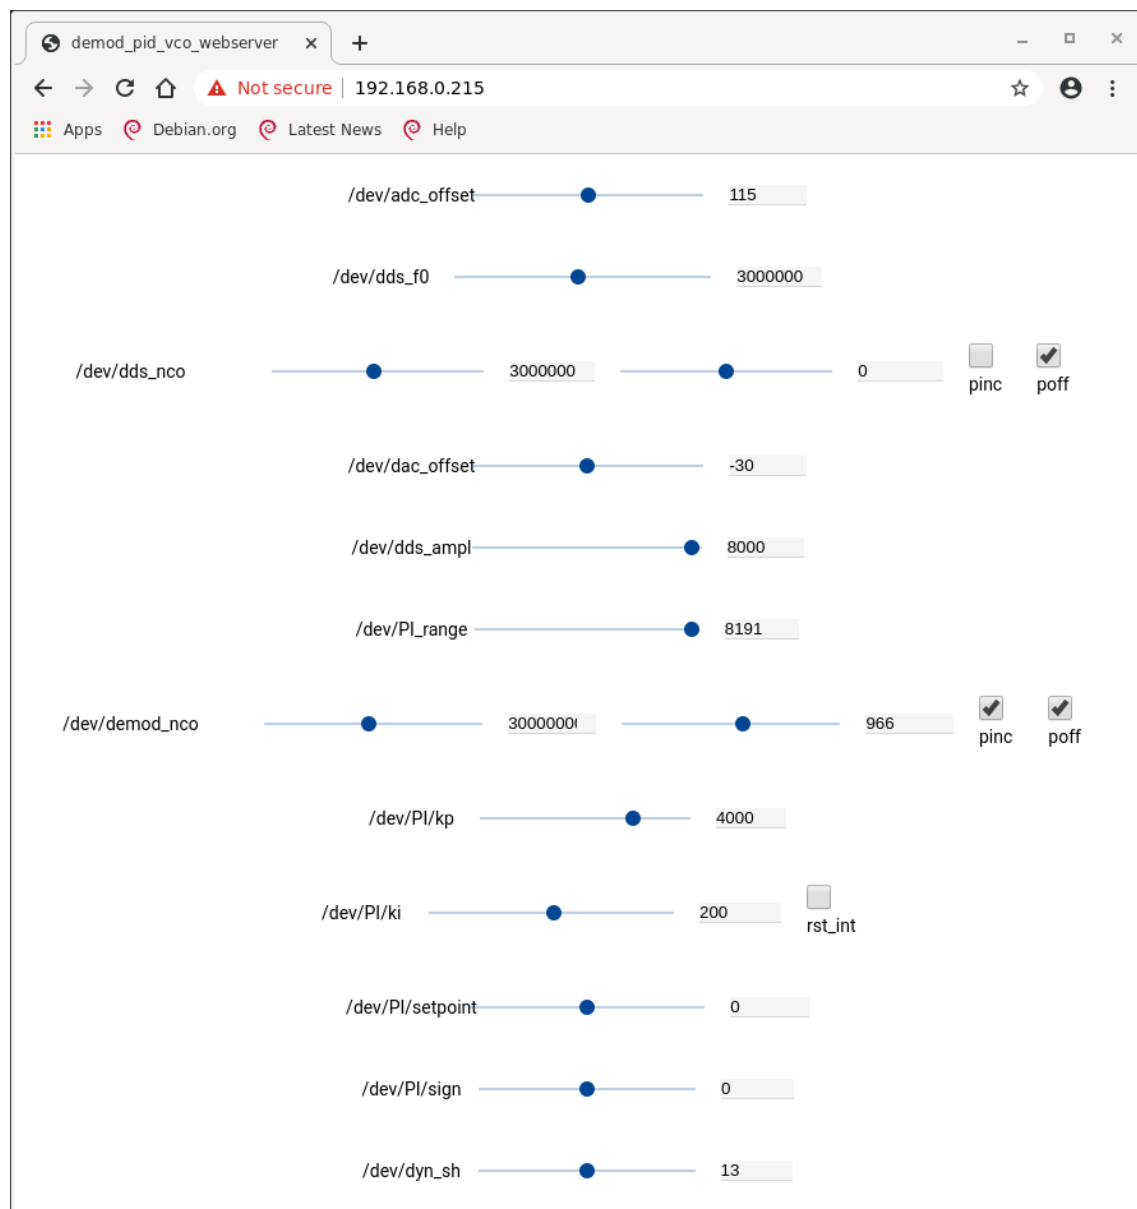 demod_pid_vco_webserver
Not secure 192.168.0.215
Apps Debian.org Latest News Help
/dev/adc_offset 115
/dev/dds_f0 3000000
/dev/dds_nco 3000000 0 pinc poff
/dev/dac_offset -30
/dev/dds_ampl 8000
/dev/PI_range 8191
/dev/demod_nco 3000000 966 pinc poff
/dev/PI/kp 4000
/dev/PI/ki 200 rst_int
/dev/PI/setpoint 0
/dev/PI/sign 0
/dev/dyn_sh 13